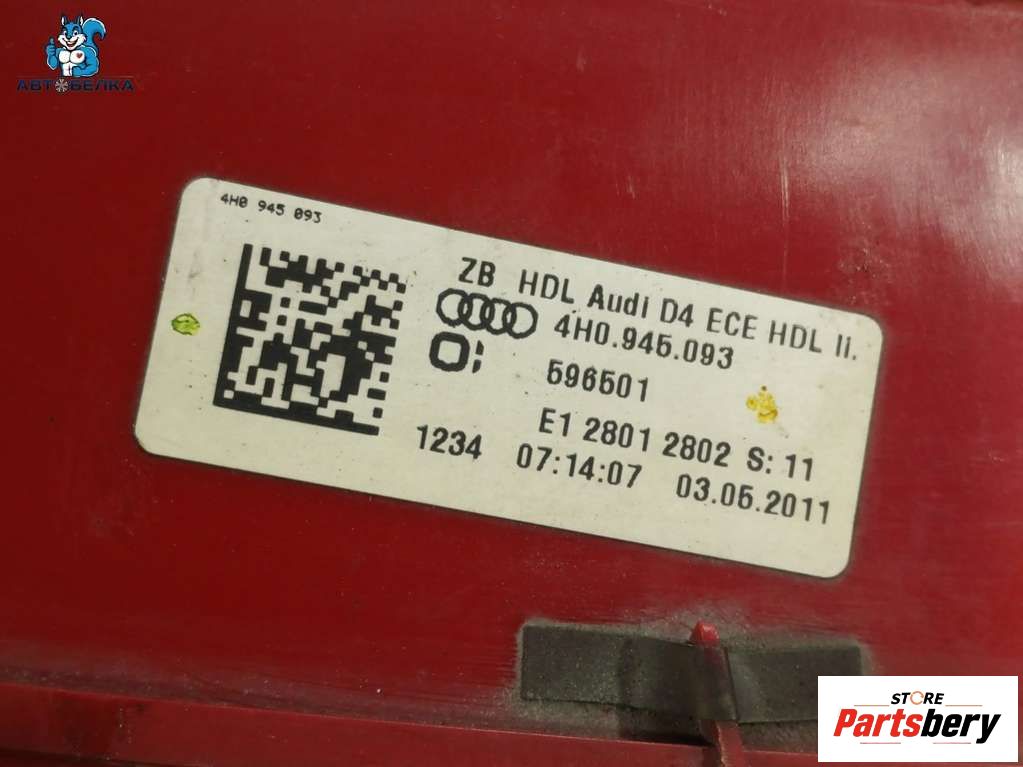 АВТОБЕЛКА
4H0 945 093
ZB HDL Audi D4 ECE HDL li.
4H0.945.093
596501
E1 2801 2802 S: 11
1234 07:14:07 03.05.2011
STORE
Partsbery